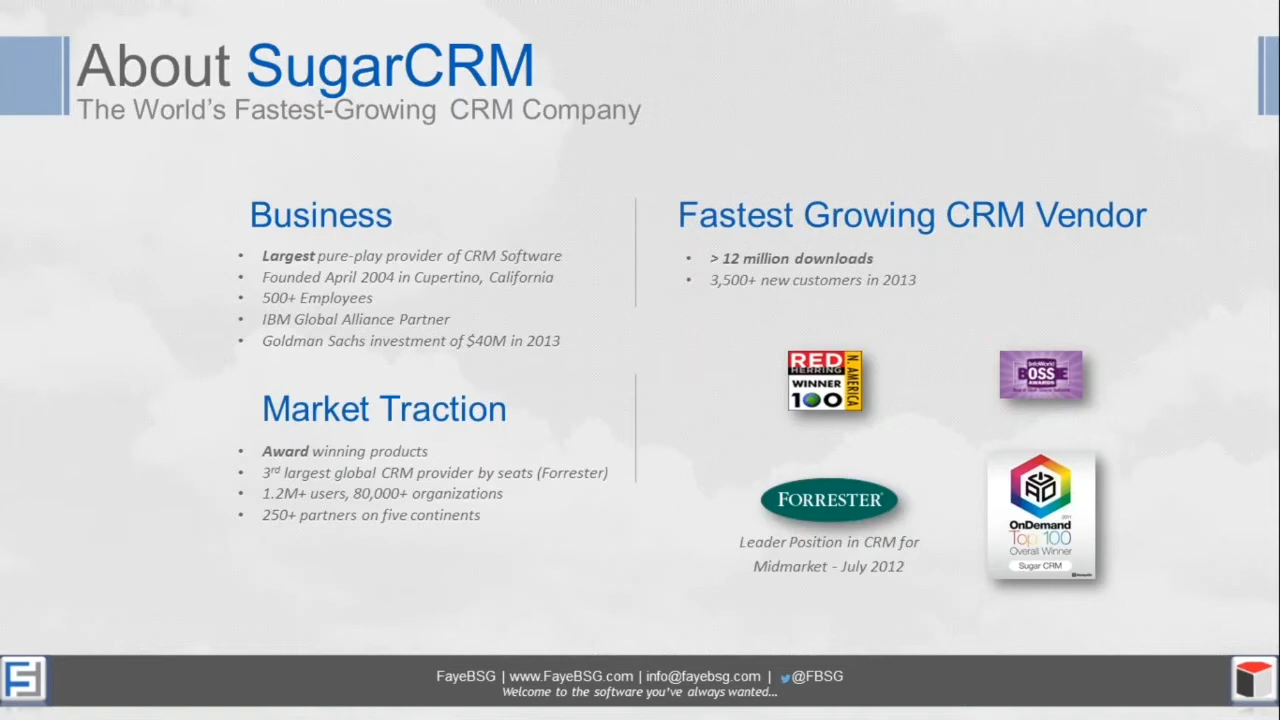 About SugarCRM
The World's Fastest-Growing CRM Company
Business
• Largest pure-play provider of CRM Software
• Founded April 2004 in Cupertino, California
• 500+ Employees
• IBM Global Alliance Partner
• Goldman Sachs investment of $40M in 2013
Market Traction
• Award winning products
• 3rd largest global CRM provider by seats (Forrester)
• 1.2M+ users, 80,000+ organizations
• 250+ partners on five continents
Fastest Growing CRM Vendor
• > 12 million downloads
• 3,500+ new customers in 2013
RED
HERRING
WINNER
100
N. AMERICA
InfoWorld
BOSSIE
AWARDS
FORRESTER
Leader Position in CRM for
Midmarket - July 2012
2011
OnDemand
Top 100
Overall Winner
Sugar CRM
FayeBSG | www.FayeBSG.com | info@fayebsg.com | @FBSG
Welcome to the software you've always wanted...